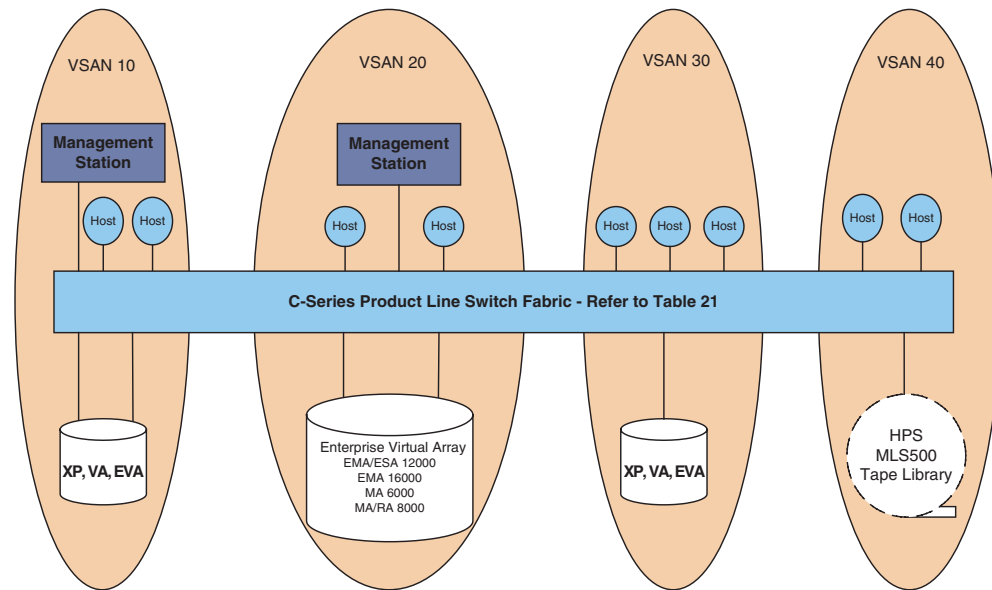 VSAN 10
VSAN 20
VSAN 30
VSAN 40
Management
Station
Management
Station
Host
Host
Host
Host
Host
Host
Host
Host
Host
C-Series Product Line Switch Fabric - Refer to Table 21
XP, VA, EVA
Enterprise Virtual Array
EMA/ESA 12000
EMA 16000
MA 6000
MA/RA 8000
XP, VA, EVA
HPS
MLS500
Tape Library